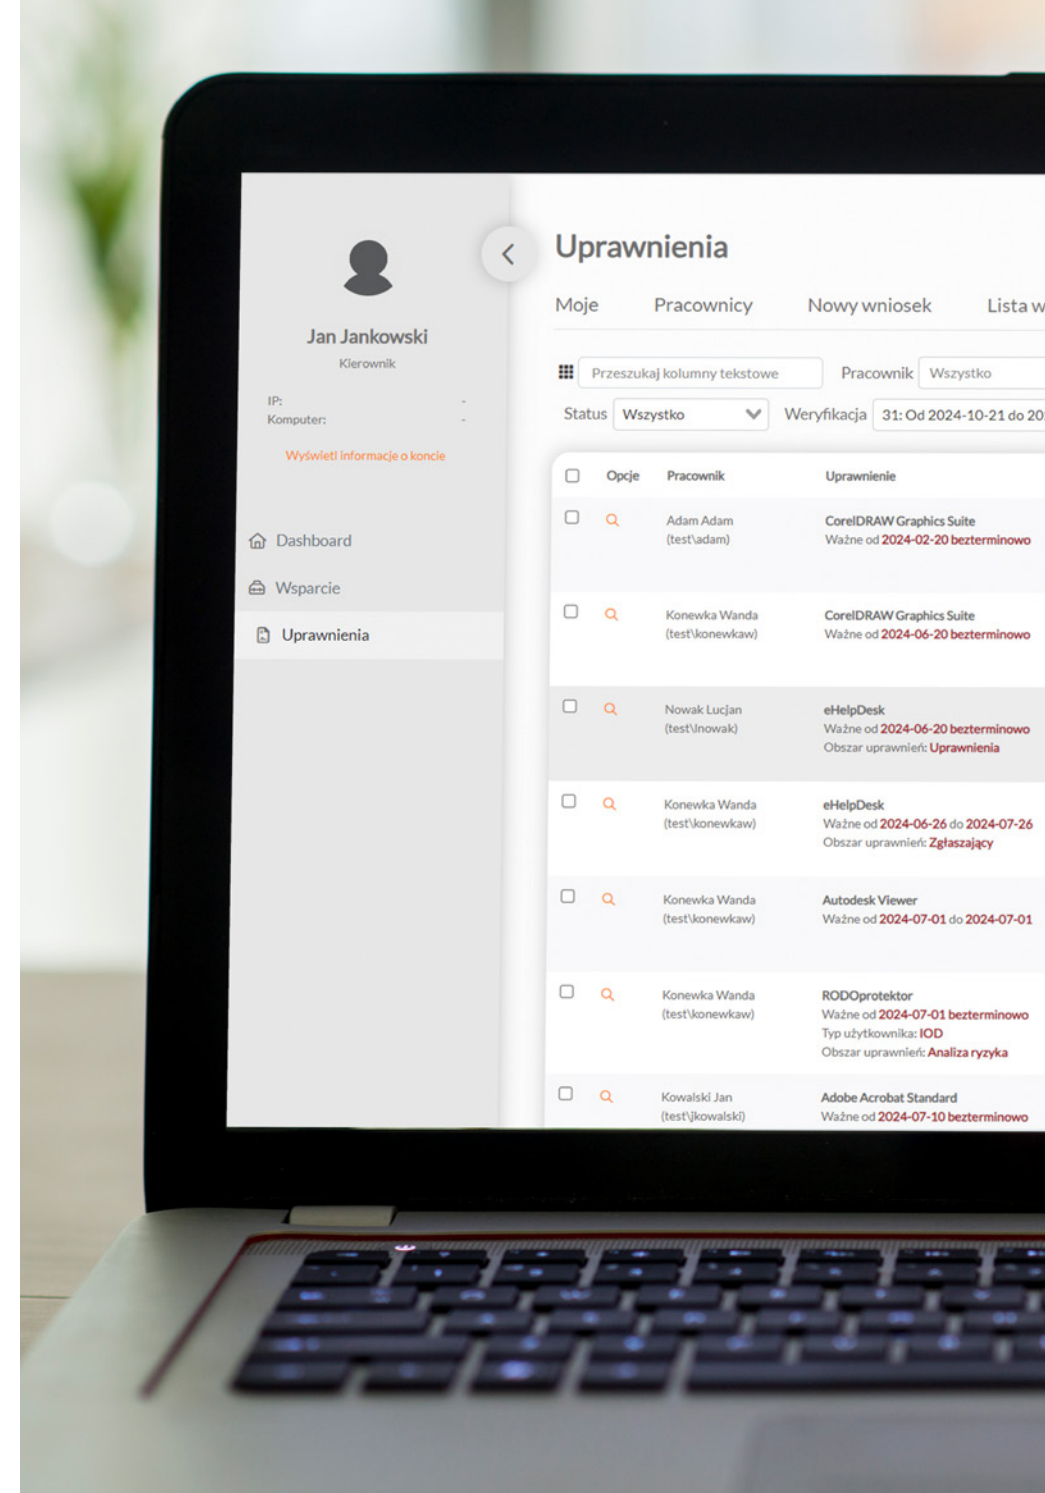 Jan Jankowski
Kierownik
IP: -
Komputer: -
Wyświetl informacje o koncie
Dashboard
Wsparcie
Uprawnienia
Uprawnienia
Moje Pracownicy Nowy wniosek Lista w
Przeszukaj kolumny tekstowe Pracownik Wszystko
Status Wszystko Weryfikacja 31: Od 2024-10-21 do 20
Opcje Pracownik Uprawnienie
Adam Adam CorelDRAW Graphics Suite
(test\adam) Ważne od 2024-02-20 bezterminowo
Konewka Wanda CorelDRAW Graphics Suite
(test\konewkaw) Ważne od 2024-06-20 bezterminowo
Nowak Lucjan eHelpDesk
(test\lnowak) Ważne od 2024-06-20 bezterminowo
Obszar uprawnień: Uprawnienia
Konewka Wanda eHelpDesk
(test\konewkaw) Ważne od 2024-06-26 do 2024-07-26
Obszar uprawnień: Zgłaszający
Konewka Wanda Autodesk Viewer
(test\konewkaw) Ważne od 2024-07-01 do 2024-07-01
Konewka Wanda RODOprotektor
(test\konewkaw) Ważne od 2024-07-01 bezterminowo
Typ użytkownika: IOD
Obszar uprawnień: Analiza ryzyka
Kowalski Jan Adobe Acrobat Standard
(test\jkowalski) Ważne od 2024-07-10 bezterminowo